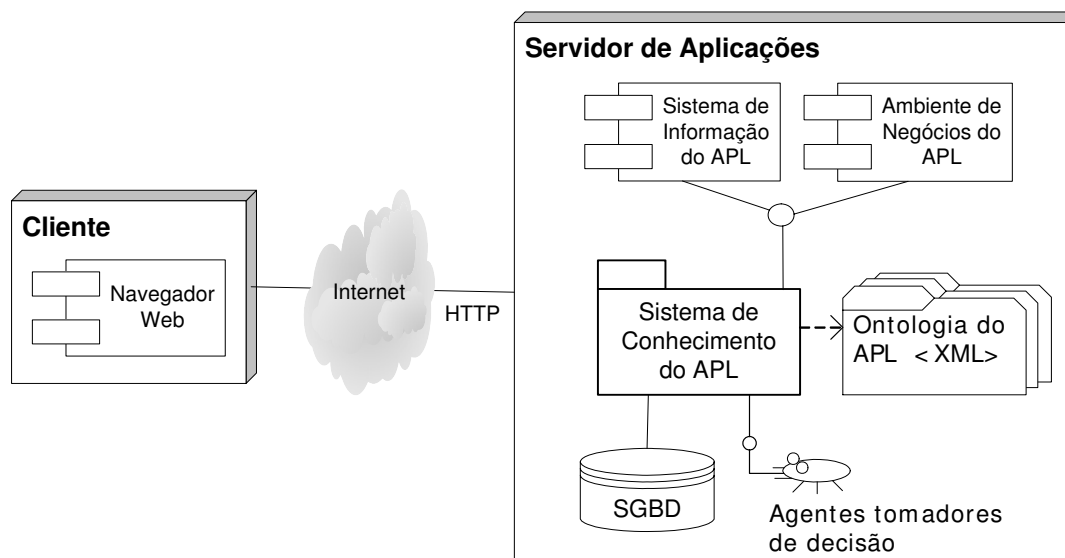 Servidor de Aplicações
Sistema de
Informação
do APL
Ambiente de
Negócios do
APL
Cliente
Navegador
Web
Internet
HTTP
Sistema de
Conhecimento
do APL
Ontologia do
APL <XML>
SGBD
Agentes tomadores
de decisão